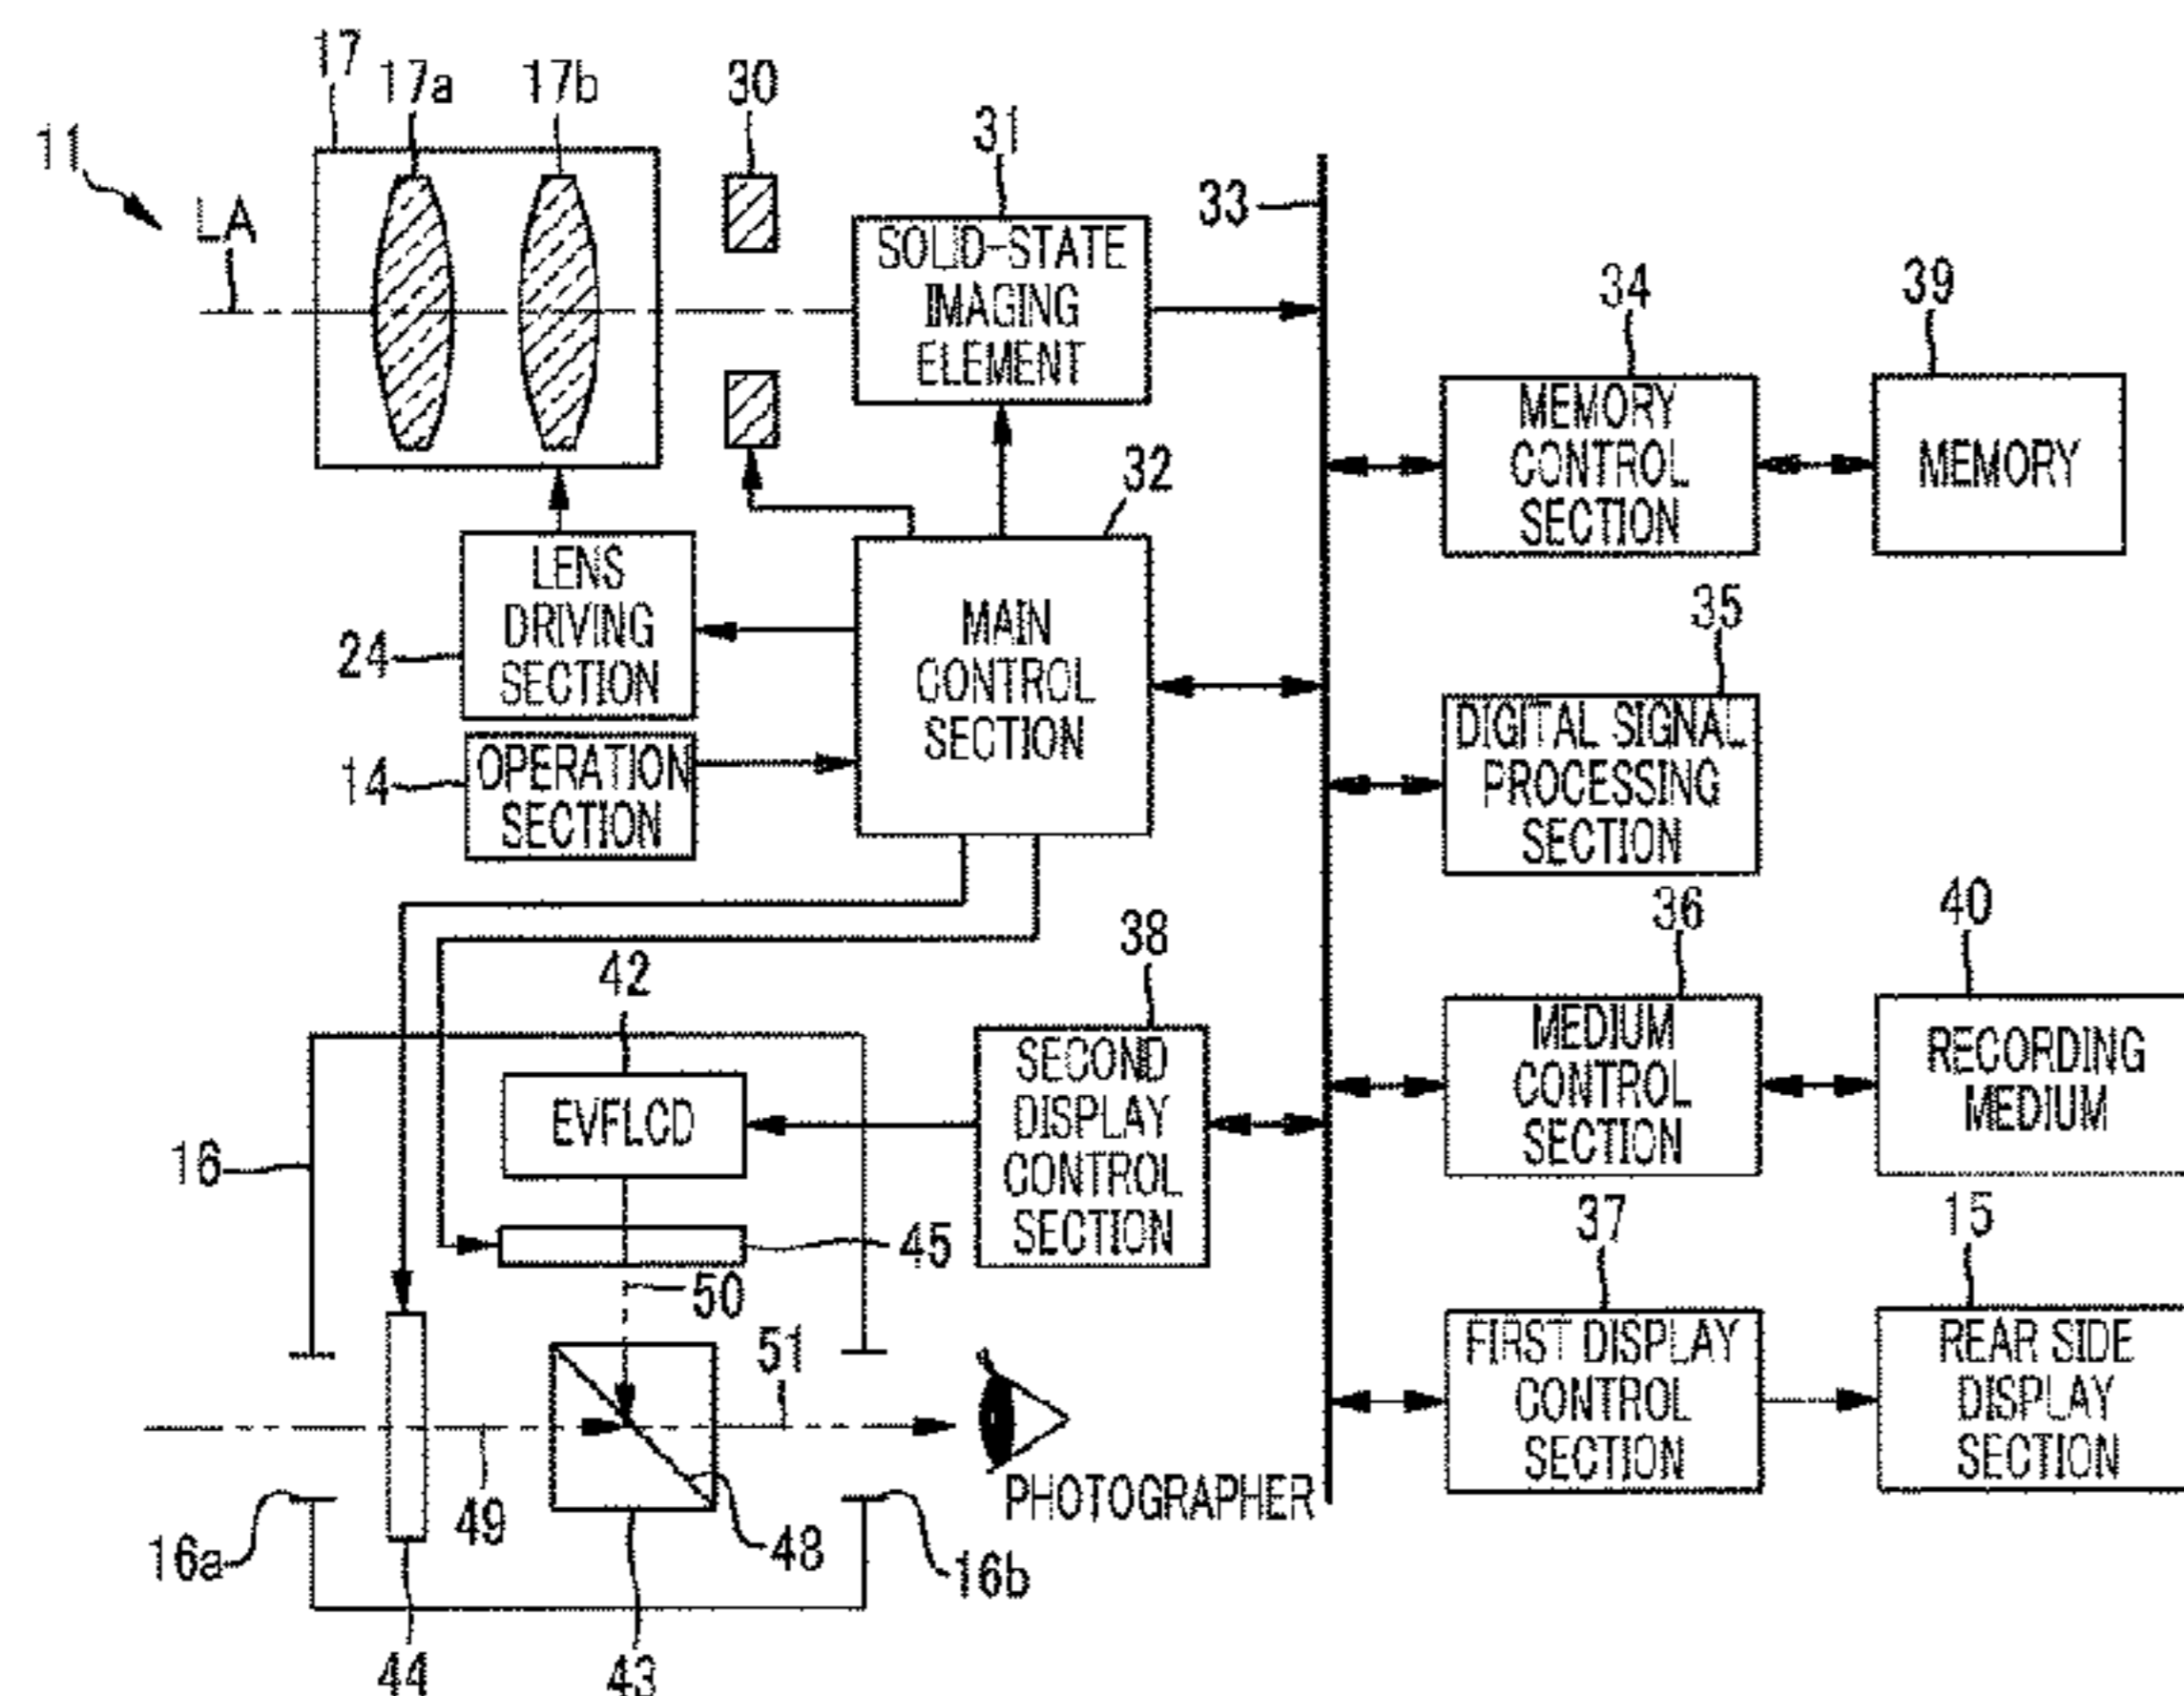 17
17a
17b
30
31
11
LA
33
SOLID-STATE
IMAGING
ELEMENT
34
39
MEMORY
CONTROL
SECTION
MEMORY
32
LENS
DRIVING
SECTION
24
MAIN
CONTROL
SECTION
35
DIGITAL SIGNAL
PROCESSING
SECTION
14
OPERATION
SECTION
36
40
38
42
MEDIUM
CONTROL
SECTION
RECORDING
MEDIUM
SECOND
DISPLAY
CONTROL
SECTION
EVFLCD
16
45
37
15
50
51
FIRST DISPLAY
CONTROL
SECTION
REAR SIDE
DISPLAY
SECTION
PHOTOGRAPHER
49
48
16a
16b
44
43